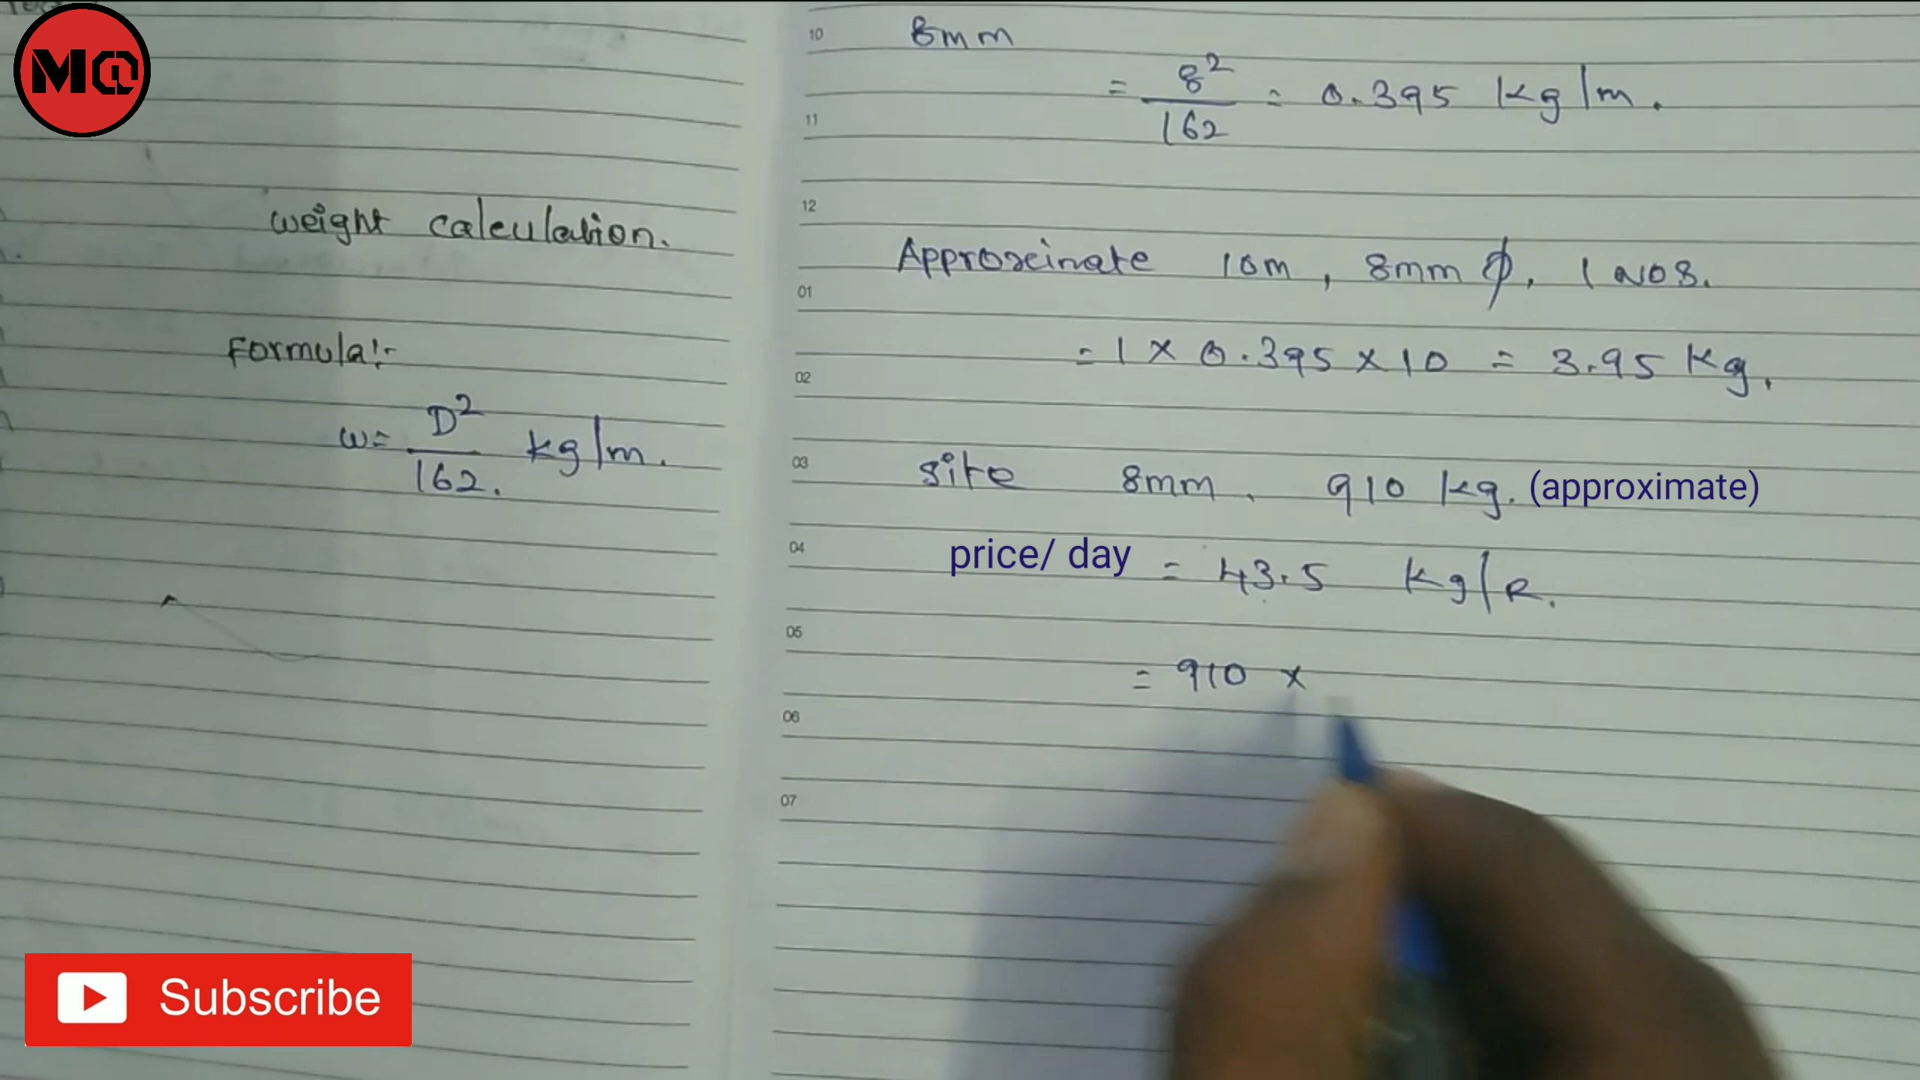 M@
weight calculation.
Formula:-
w= D²/162. kg/m.
Subscribe
10
8mm
= 8²/162 = 0.395 kg/m.
11
12
Approximate 10m, 8mm ϕ, 1 NOS.
01
= 1 × 0.395 × 10 = 3.95 kg.
02
03 site 8mm. 910 kg. (approximate)
04 price/ day = 43.5 kg/R.
05
= 910 ×
06
07